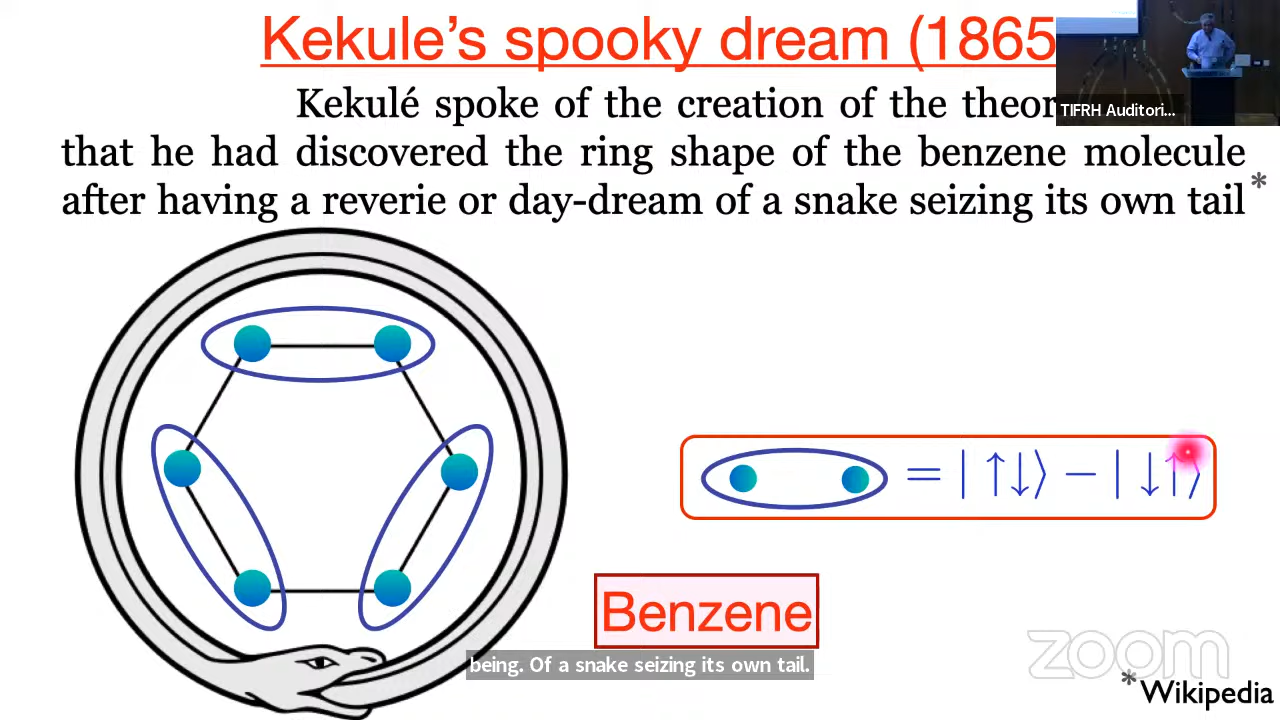 Kekule's spooky dream (1865
TIFRH Auditori...
Kekulé spoke of the creation of the
that he had discovered the ring shape of the benzene molecule
after having a reverie or day-dream of a snake seizing its own tail*
= | ↑↓⟩ − | ↓↑⟩
Benzene
being. Of a snake seizing its own tail.
zoom
*Wikipedia